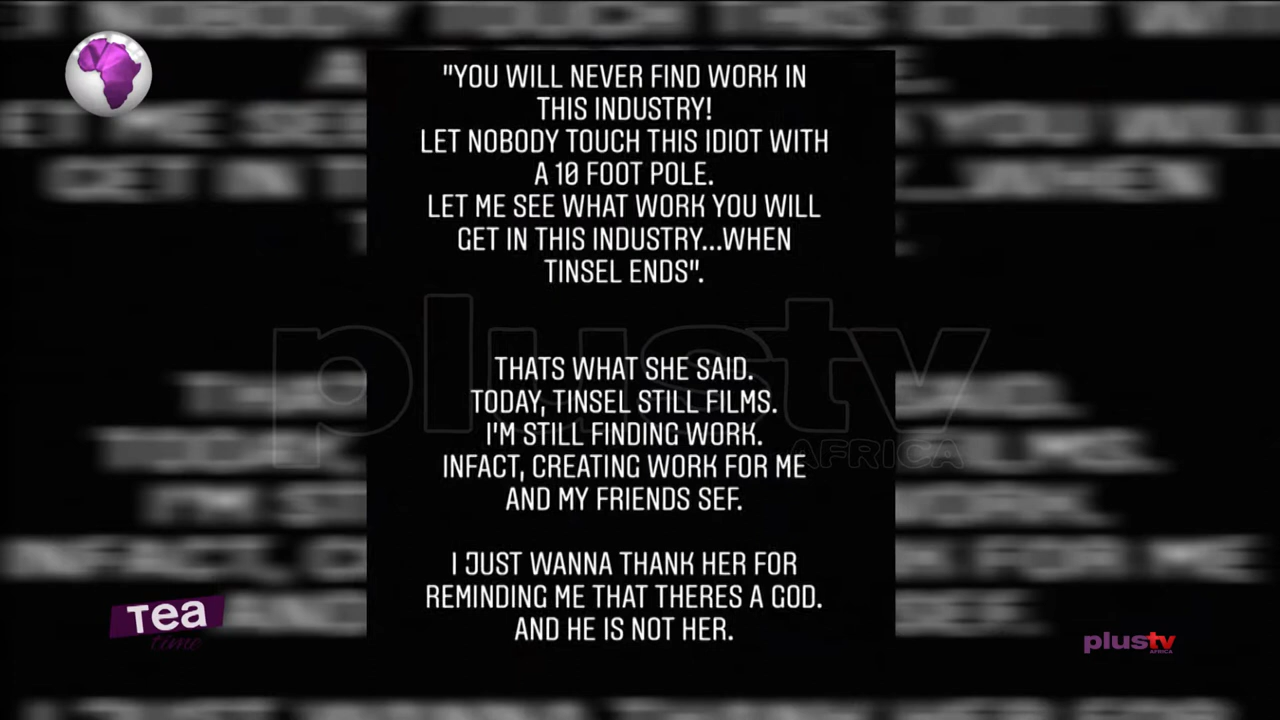 "YOU WILL NEVER FIND WORK IN
THIS INDUSTRY!
LET NOBODY TOUCH THIS IDIOT WITH
A 10 FOOT POLE.
LET ME SEE WHAT WORK YOU WILL
GET IN THIS INDUSTRY...WHEN
TINSEL ENDS".
THATS WHAT SHE SAID.
TODAY, TINSEL STILL FILMS.
I'M STILL FINDING WORK.
INFACT, CREATING WORK FOR ME
AND MY FRIENDS SEF.
I JUST WANNA THANK HER FOR
REMINDING ME THAT THERES A GOD.
AND HE IS NOT HER.
plustv
AFRICA
Tea
time
plustv
AFRICA